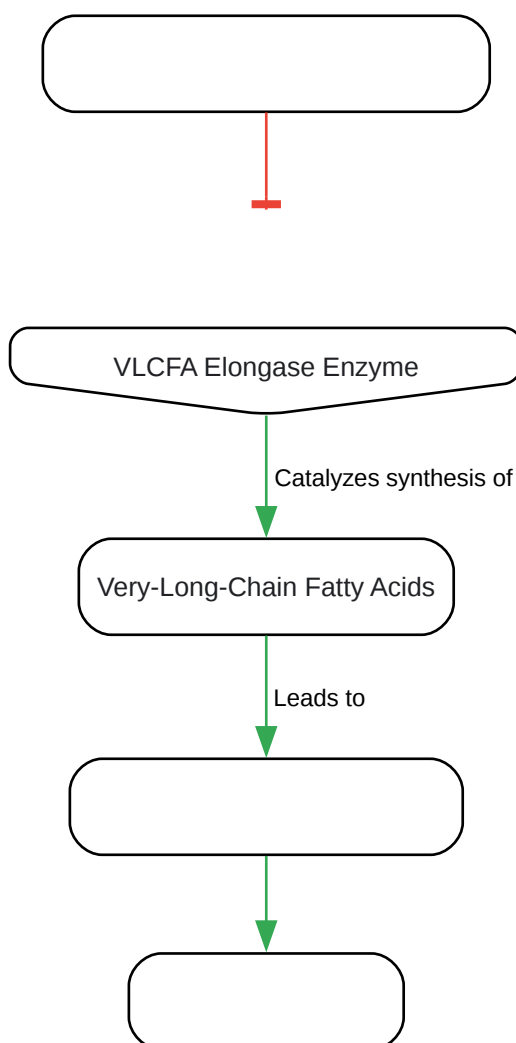 VLCFA Elongase Enzyme
Catalyzes synthesis of
Very-Long-Chain Fatty Acids
Leads to